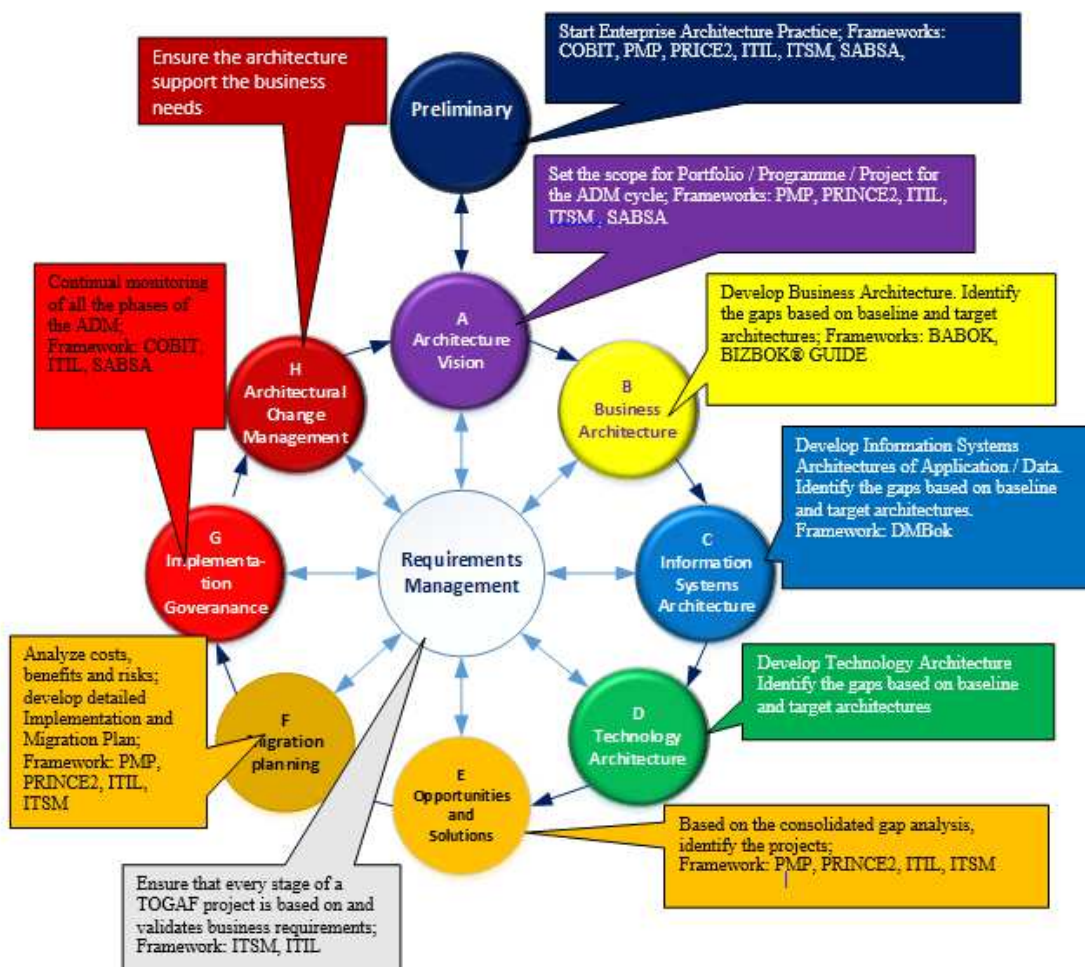 Ensure the architecture
support the business
needs
Start Enterprise Architecture Practice; Frameworks:
COBIT, PMP, PRICE2, ITIL, ITSM, SABSA,
Preliminary
Set the scope for Portfolio / Programme / Project for
the ADM cycle; Frameworks: PMP, PRINCE2, ITIL,
ITSM, SABSA
Continual monitoring
of all the phases of
the ADM;
Framework: COBIT,
ITIL, SABSA
A
Architecture
Vision
Develop Business Architecture. Identify
the gaps based on baseline and target
architectures; Frameworks: BABOK,
BIZBOK® GUIDE
H
Architectural
Change
Management
B
Business
Architecture
Develop Information Systems
Architectures of Application / Data.
Identify the gaps based on baseline
and target architectures.
Framework: DMBok
G
Implementa-
tion
Goveranance
Requirements
Management
C
Information
Systems
Architecture
Analyze costs,
benefits and risks;
develop detailed
Implementation and
Migration Plan;
Framework: PMP,
PRINCE2, ITIL,
ITSM
F
Migration
planning
Develop Technology Architecture
Identify the gaps based on baseline
and target architectures
D
Technology
Architecture
E
Opportunities
and
Solutions
Based on the consolidated gap analysis,
identify the projects;
Framework: PMP, PRINCE2, ITIL, ITSM
Ensure that every stage of a
TOGAF project is based on and
validates business requirements;
Framework: ITSM, ITIL